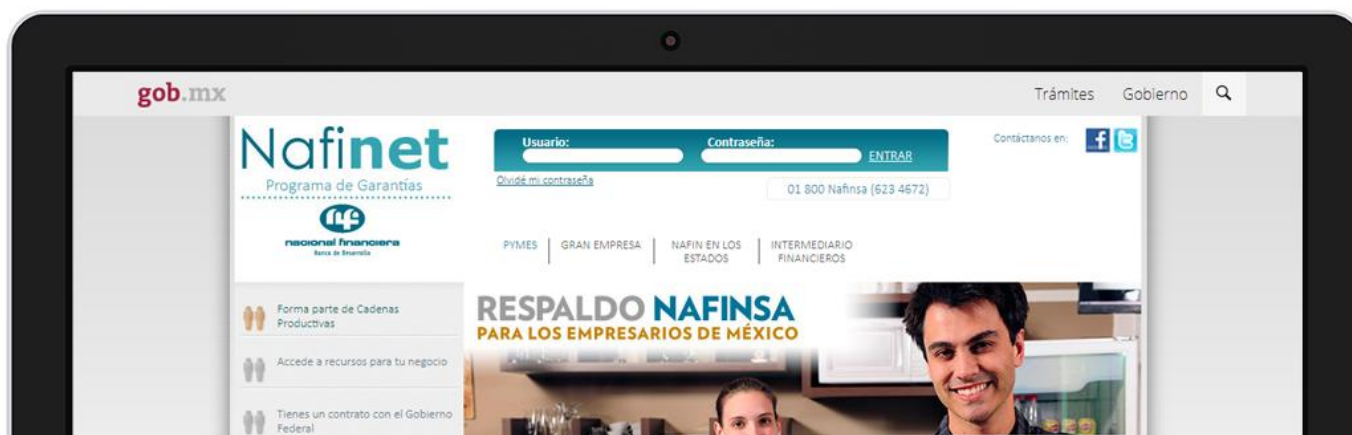 gob.mx
Trámites Gobierno
Nafinet
Programa de Garantías
nacional financiera
Banca de Desarrollo
Usuario: Contraseña:
ENTRAR
Olvidé mi contraseña
01 800 Nafinsa (623 4672)
Contáctanos en:
PYMES
GRAN EMPRESA
NAFIN EN LOS
ESTADOS
INTERMEDIARIO
FINANCIEROS
Forma parte de Cadenas
Productivas
Accede a recursos para tu negocio
Tienes un contrato con el Gobierno
Federal
RESPALDO NAFINSA
PARA LOS EMPRESARIOS DE MÉXICO